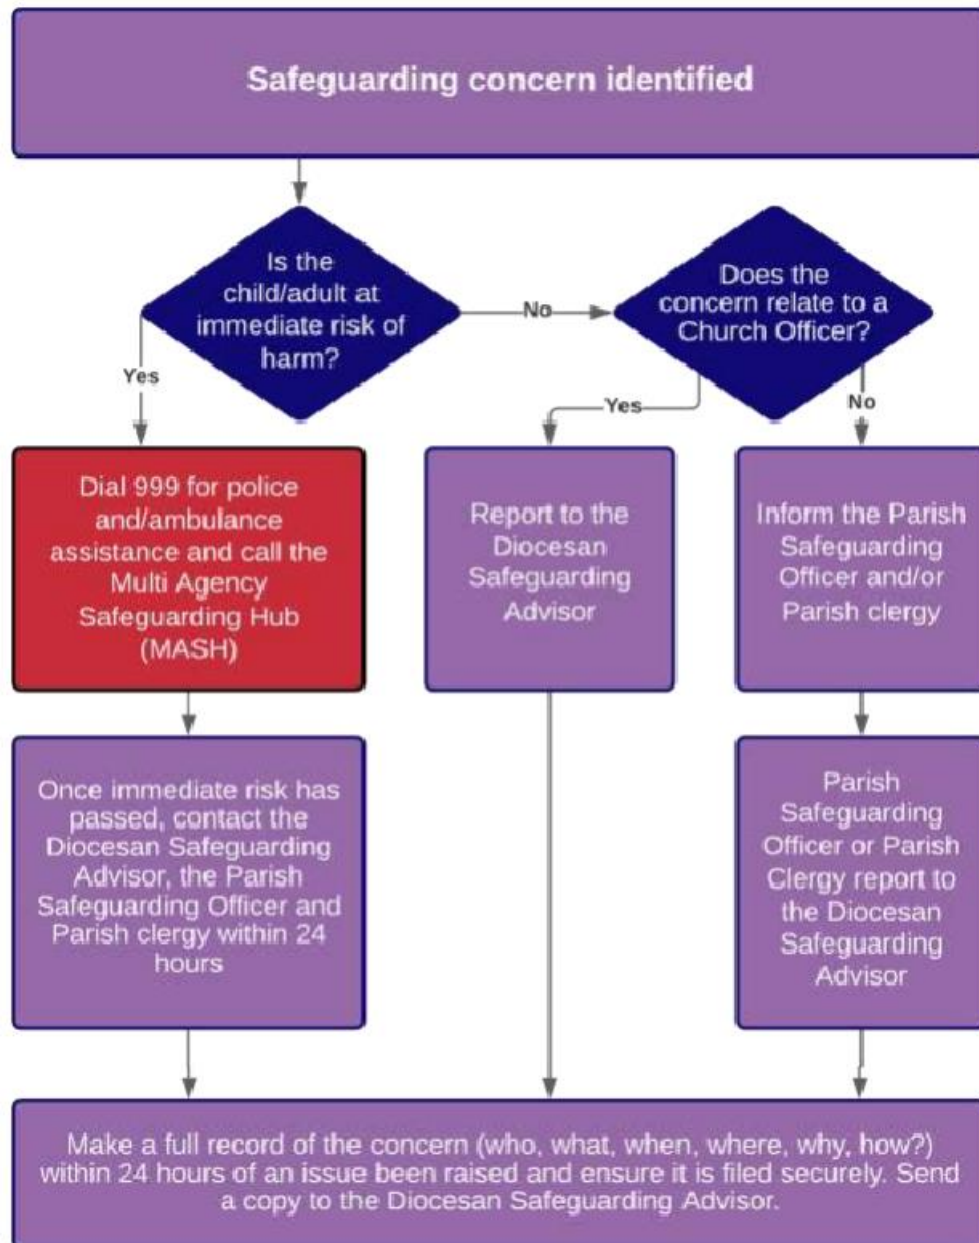 Safeguarding concern identified
Is the
child/adult at
immediate risk of
harm?
No
Does the
concern relate to a
Church Officer?
Yes
Yes
No
Dial 999 for police
and/ambulance
assistance and call the
Multi Agency
Safeguarding Hub
(MASH)
Report to the
Diocesan
Safeguarding
Advisor
Inform the Parish
Safeguarding
Officer and/or
Parish clergy
Once immediate risk has
passed, contact the
Diocesan Safeguarding
Advisor, the Parish
Safeguarding Officer and
Parish clergy within 24
hours
Parish
Safeguarding
Officer or Parish
Clergy report to
the Diocesan
Safeguarding
Advisor
Make a full record of the concern (who, what, when, where, why, how?)
within 24 hours of an issue been raised and ensure it is filed securely. Send
a copy to the Diocesan Safeguarding Advisor.